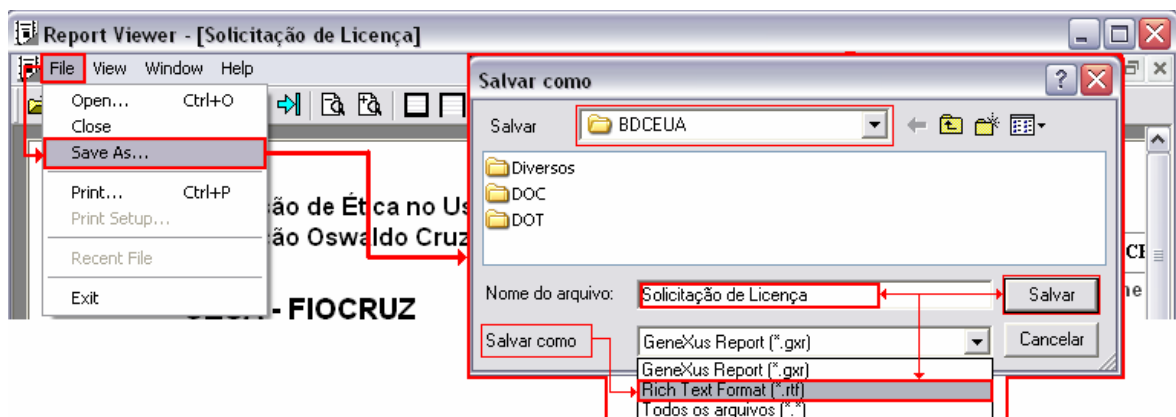 Report Viewer - [Solicitação de Licença]
File View Window Help
Open... Ctrl+O
Close
Save As...
Print... Ctrl+P
Print Setup...
Recent File
Exit
ão de Ética no Us
ão Oswaldo Cruz
- FIOCRUZ
Salvar como
Salvar BDCEUA
Diversos
DOC
DOT
Nome do arquivo: Solicitação de Licença Salvar
Salvar como GeneXus Report (*.gxr) Cancelar
GeneXus Report (*.gxr)
Rich Text Format (*.rtf)
Todos os arquivos (*.*)